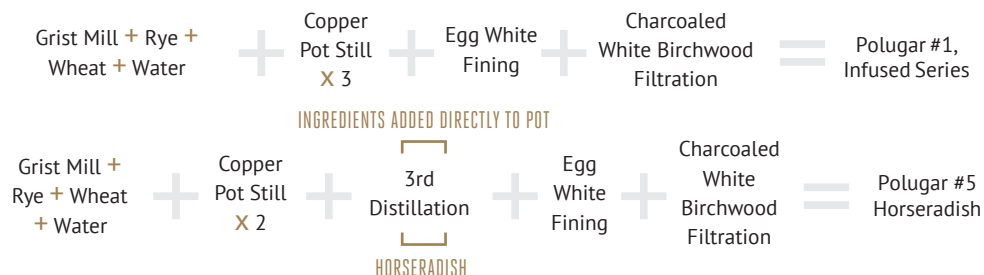 Grist Mill + Rye +
Wheat + Water
+
Copper
Pot Still
X 3
+
Egg White
Fining
+
Charcoaled
White Birchwood
Filtration
=
Polugar #1,
Infused Series
INGREDIENTS ADDED DIRECTLY TO POT
Grist Mill +
Rye + Wheat
+ Water
+
Copper
Pot Still
X 2
+
3rd
Distillation
+
Egg
White
Fining
+
Charcoaled
White
Birchwood
Filtration
=
Polugar #5
Horseradish
HORSERADISH